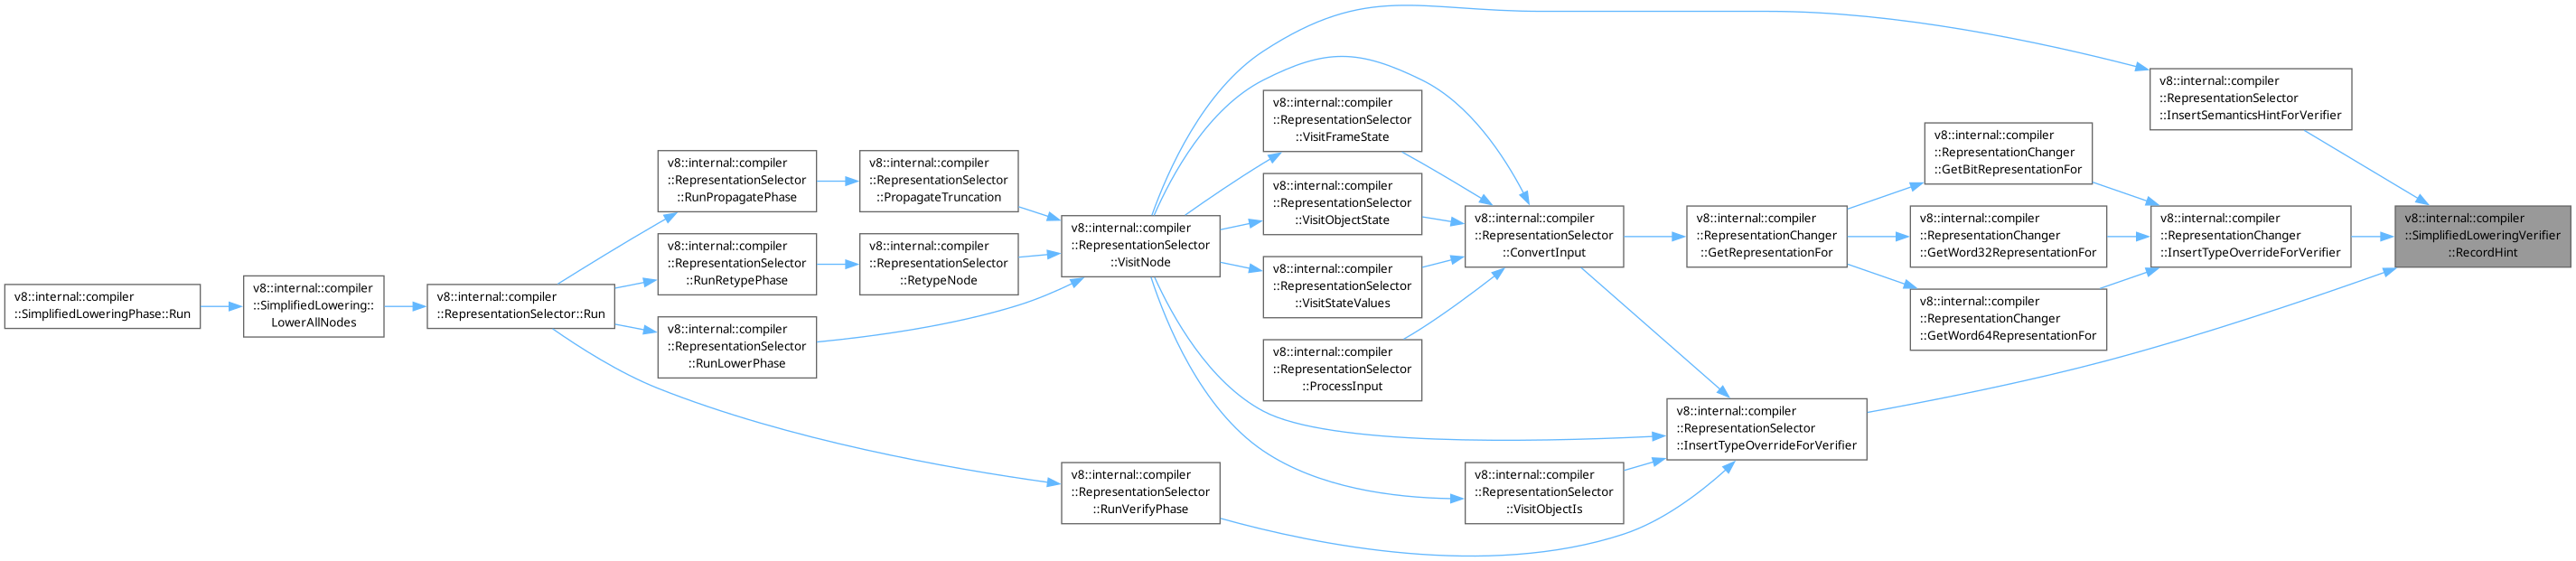 v8::internal::compiler
::SimplifiedLoweringPhase::Run
v8::internal::compiler
::SimplifiedLowering::
LowerAllNodes
v8::internal::compiler
::RepresentationSelector::Run
v8::internal::compiler
::RepresentationSelector
::RunPropagatePhase
v8::internal::compiler
::RepresentationSelector
::RunRetypePhase
v8::internal::compiler
::RepresentationSelector
::RunLowerPhase
v8::internal::compiler
::RepresentationSelector
::PropagateTruncation
v8::internal::compiler
::RepresentationSelector
::RetypeNode
v8::internal::compiler
::RepresentationSelector
::VisitNode
v8::internal::compiler
::RepresentationSelector
::RunVerifyPhase
v8::internal::compiler
::RepresentationSelector
::VisitFrameState
v8::internal::compiler
::RepresentationSelector
::VisitObjectState
v8::internal::compiler
::RepresentationSelector
::VisitStateValues
v8::internal::compiler
::RepresentationSelector
::ProcessInput
v8::internal::compiler
::RepresentationSelector
::ConvertInput
v8::internal::compiler
::RepresentationSelector
::VisitObjectIs
v8::internal::compiler
::RepresentationChanger
::GetRepresentationFor
v8::internal::compiler
::RepresentationSelector
::InsertTypeOverrideForVerifier
v8::internal::compiler
::RepresentationChanger
::GetBitRepresentationFor
v8::internal::compiler
::RepresentationChanger
::GetWord32RepresentationFor
v8::internal::compiler
::RepresentationChanger
::GetWord64RepresentationFor
v8::internal::compiler
::RepresentationSelector
::InsertSemanticsHintForVerifier
v8::internal::compiler
::RepresentationChanger
::InsertTypeOverrideForVerifier
v8::internal::compiler
::SimplifiedLoweringVerifier
::RecordHint